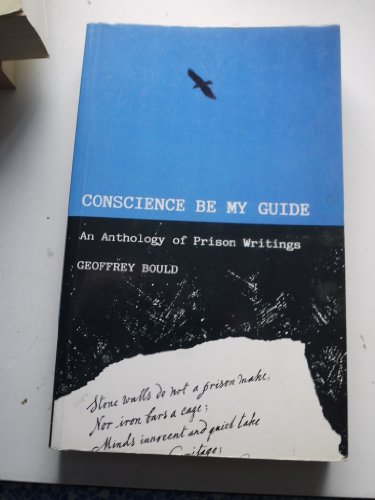 CONSCIENCE BE MY GUIDE
An Anthology of Prison Writings
GEOFFREY BOULD
Stone walls do not a prison make,
Nor iron bars a cage;
Minds innocent and quiet take